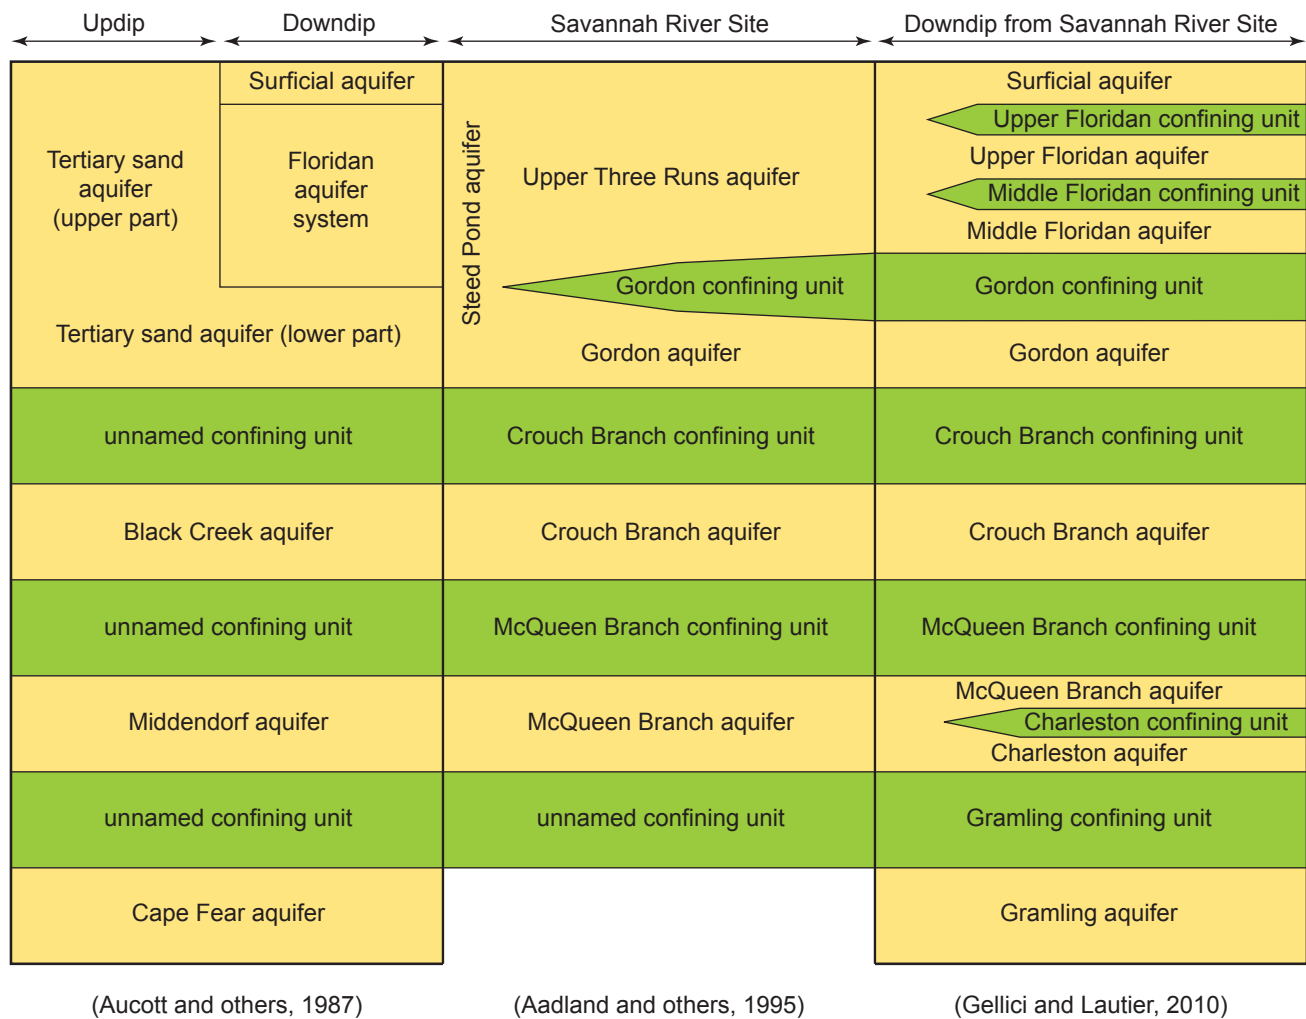 Updip
Downdip
Savannah River Site
Downdip from Savannah River Site
Tertiary sand
aquifer
(upper part)
Surficial aquifer
Floridan
aquifer
system
Tertiary sand aquifer (lower part)
unnamed confining unit
Black Creek aquifer
unnamed confining unit
Middendorf aquifer
unnamed confining unit
Cape Fear aquifer
(Aucott and others, 1987)
Steed Pond aquifer
Upper Three Runs aquifer
Gordon confining unit
Gordon aquifer
Crouch Branch confining unit
Crouch Branch aquifer
McQueen Branch confining unit
McQueen Branch aquifer
unnamed confining unit
(Aadland and others, 1995)
Surficial aquifer
Upper Floridan confining unit
Upper Floridan aquifer
Middle Floridan confining unit
Middle Floridan aquifer
Gordon confining unit
Gordon aquifer
Crouch Branch confining unit
Crouch Branch aquifer
McQueen Branch confining unit
McQueen Branch aquifer
Charleston confining unit
Charleston aquifer
Gramling confining unit
Gramling aquifer
(Gellici and Lautier, 2010)